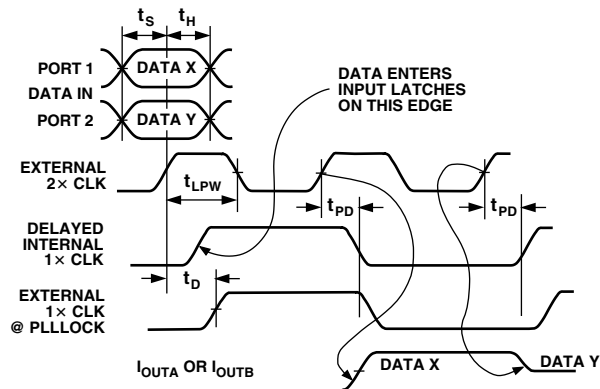 tS
tH
PORT 1
DATA X
DATA IN
PORT 2
DATA Y
DATA ENTERS
INPUT LATCHES
ON THIS EDGE
EXTERNAL
2× CLK
tLPW
tPD
tPD
DELAYED
INTERNAL
1× CLK
tD
EXTERNAL
1× CLK
@ PLLLOCK
IOUTA OR IOUTB
DATA X
DATA Y